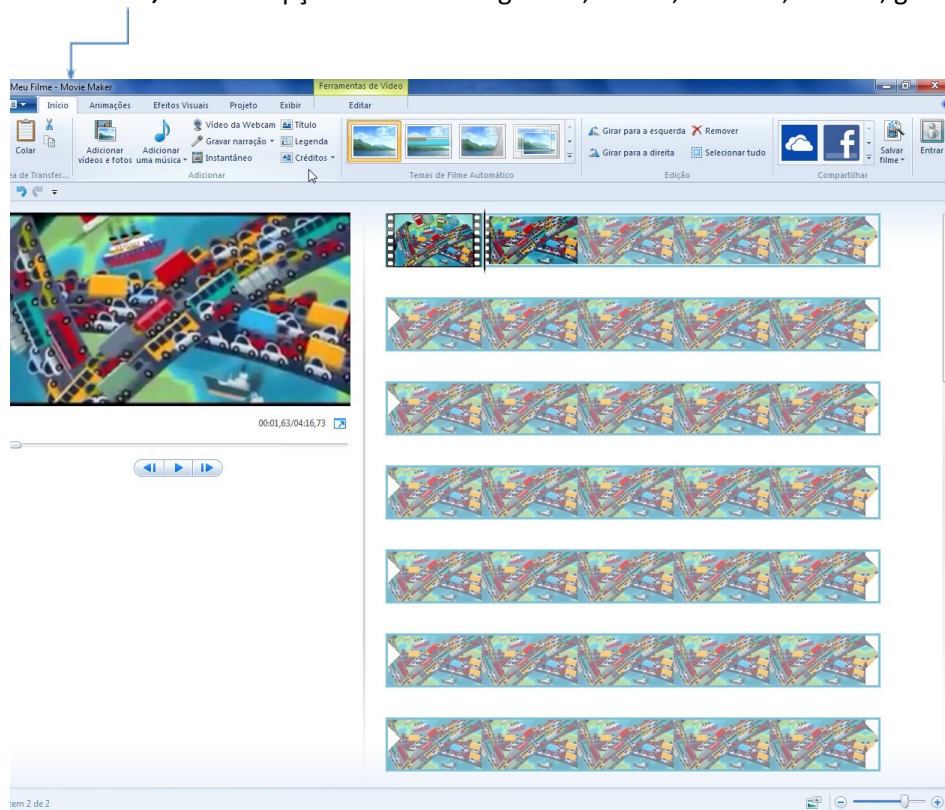 Meu Filme - Movie Maker
Ferramentas de Vídeo
Início Animações Efeitos Visuais Projeto Exibir Editar
Colar
Adicionar vídeos e fotos
Adicionar uma música
Vídeo da Webcam
Gravar narração
Instantâneo
Título
Legenda
Créditos
Girar para a esquerda
Girar para a direita
Remover
Selecionar tudo
Salvar filme
Entrar
de Transfer...
Adicionar
Temas de Filme Automático
Edição
Compartilhar
00:01,63/04:16,73
2 de 2